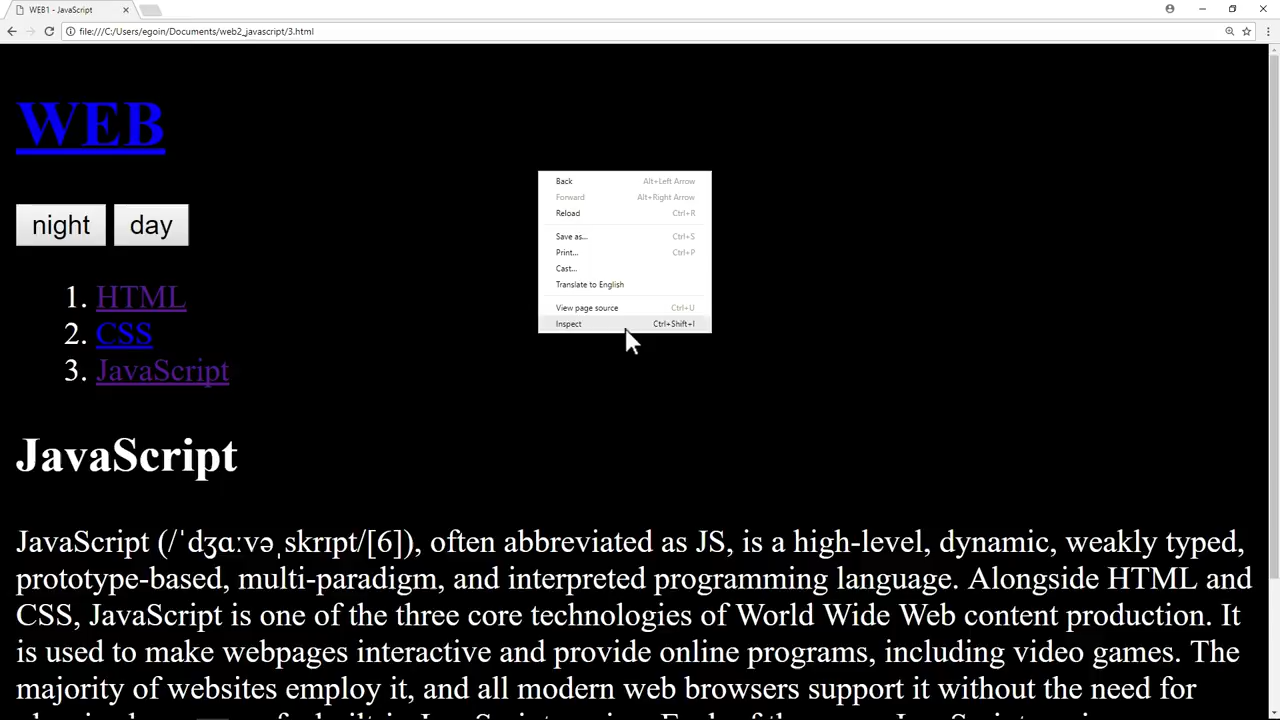 WEB1 - JavaScript
file:///C:/Users/egoin/Documents/web2_javascript/3.html
WEB
night day
1. HTML
2. CSS
3. JavaScript
Back Alt+Left Arrow
Forward Alt+Right Arrow
Reload Ctrl+R
Save as... Ctrl+S
Print... Ctrl+P
Cast...
Translate to English
View page source Ctrl+U
Inspect Ctrl+Shift+I
JavaScript
JavaScript (/ˈdʒɑːvəˌskrɪpt/[6]), often abbreviated as JS, is a high-level, dynamic, weakly typed,
prototype-based, multi-paradigm, and interpreted programming language. Alongside HTML and
CSS, JavaScript is one of the three core technologies of World Wide Web content production. It
is used to make webpages interactive and provide online programs, including video games. The
majority of websites employ it, and all modern web browsers support it without the need for